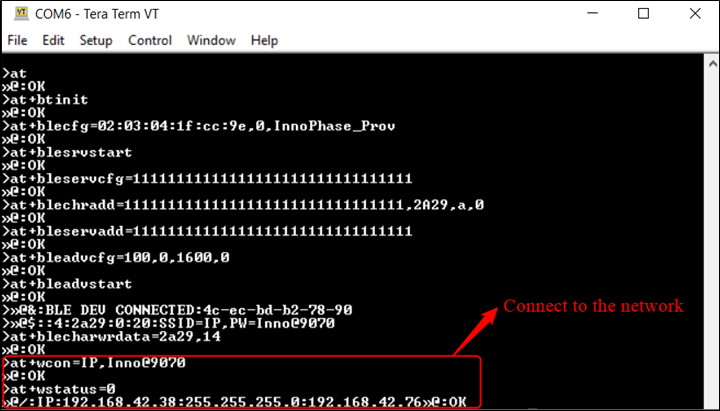 COM6 - Tera Term VT
File Edit Setup Control Window Help
>at
»@:OK
>at+btinit
»@:OK
>at+blecfg=02:03:04:1f:cc:9e,0,InnoPhase_Prov
»@:OK
>at+blesrvstart
»@:OK
>at+bleservcfg=11111111111111111111111111111111
»@:OK
>at+blechradd=11111111111111111111111111111111,2A29,a,0
»@:OK
>at+bleservadd=11111111111111111111111111111111
»@:OK
>at+bleadvcfg=100,0,1600,0
»@:OK
>at+bleadvstart
»@:OK
>»@&:BLE DEV CONNECTED:4c-ec-bd-b2-78-90
>»@$::4:2a29:0:20:SSID=IP,PW=Inno@9070
>at+blecharwrdata=2a29,14
»@:OK
>at+wcon=IP,Inno@9070
»@:OK
>at+wstatus=0
»@/:IP:192.168.42.38:255.255.255.0:192.168.42.76»@:OK
Connect to the network